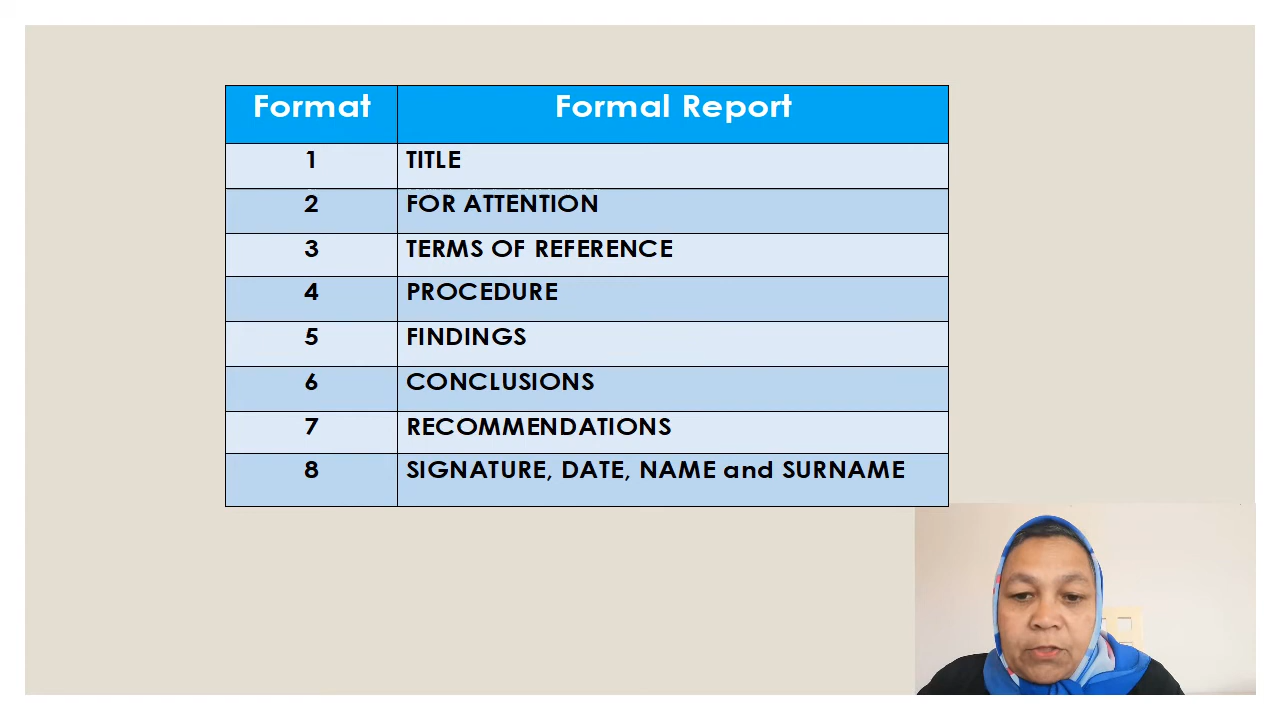 Format Formal Report
1 TITLE
2 FOR ATTENTION
3 TERMS OF REFERENCE
4 PROCEDURE
5 FINDINGS
6 CONCLUSIONS
7 RECOMMENDATIONS
8 SIGNATURE, DATE, NAME and SURNAME